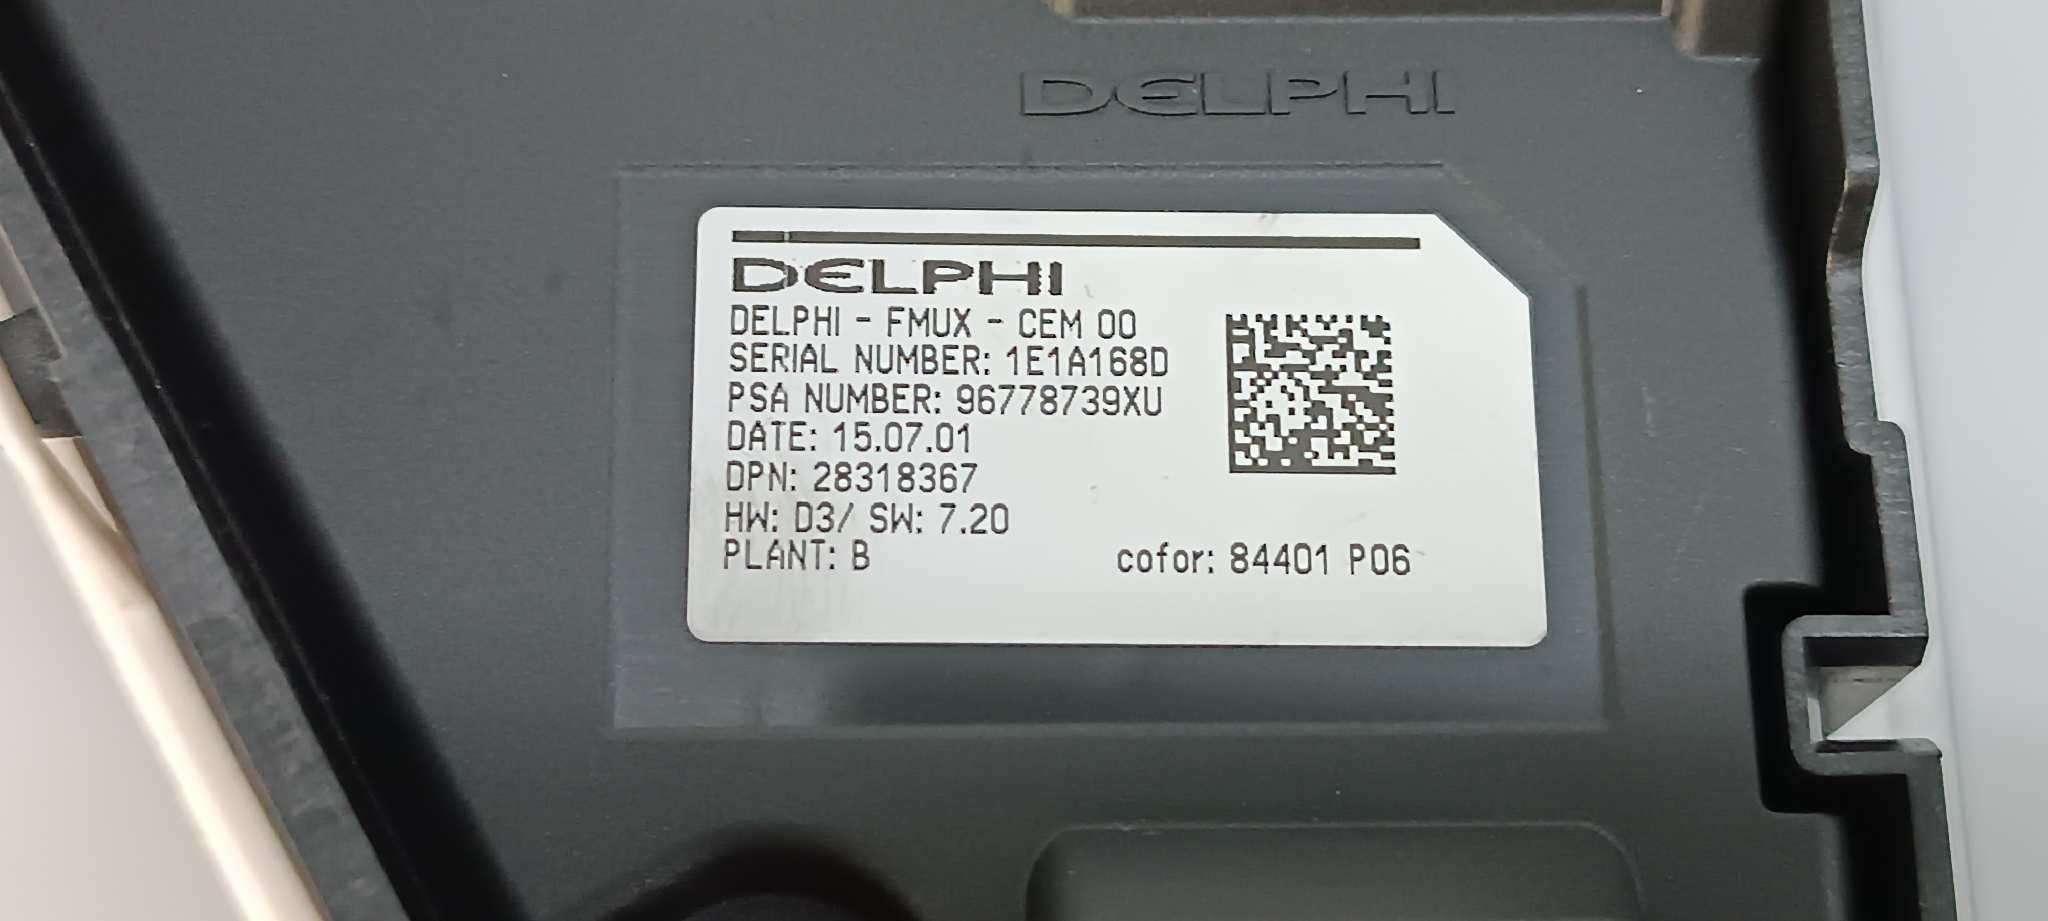 DELPHI
DELPHI
DELPHI - FMUX - CEM 00
SERIAL NUMBER: 1E1A168D
PSA NUMBER: 96778739XU
DATE: 15.07.01
DPN: 28318367
HW: D3/ SW: 7.20
PLANT: B cofor: 84401 P06